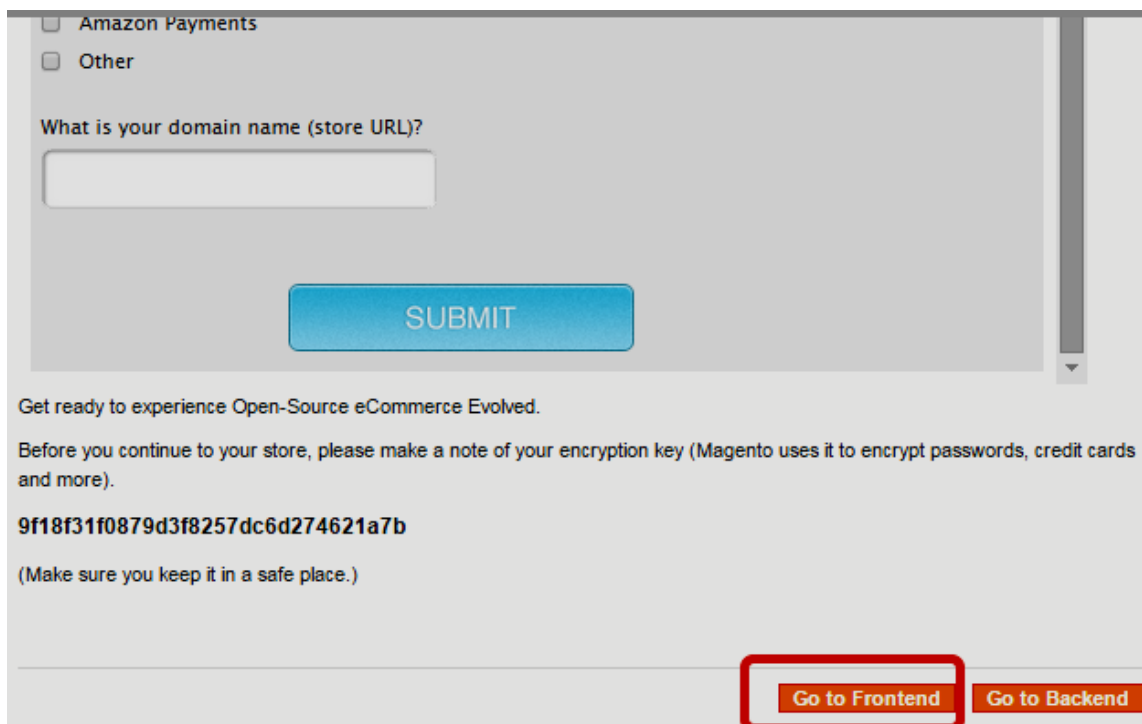 Amazon Payments
Other
What is your domain name (store URL)?
SUBMIT
Get ready to experience Open-Source eCommerce Evolved.
Before you continue to your store, please make a note of your encryption key (Magento uses it to encrypt passwords, credit cards
and more).
9f18f31f0879d3f8257dc6d274621a7b
(Make sure you keep it in a safe place.)
Go to Frontend Go to Backend